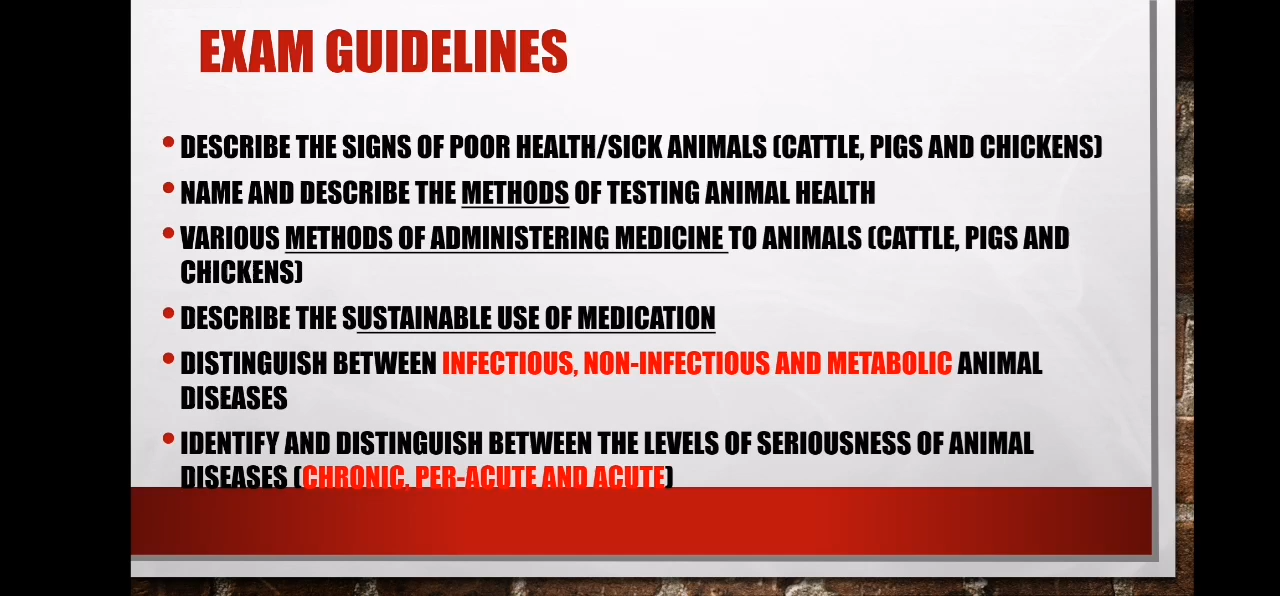 EXAM GUIDELINES
• DESCRIBE THE SIGNS OF POOR HEALTH/SICK ANIMALS (CATTLE, PIGS AND CHICKENS)
• NAME AND DESCRIBE THE METHODS OF TESTING ANIMAL HEALTH
• VARIOUS METHODS OF ADMINISTERING MEDICINE TO ANIMALS (CATTLE, PIGS AND
CHICKENS)
• DESCRIBE THE SUSTAINABLE USE OF MEDICATION
• DISTINGUISH BETWEEN INFECTIOUS, NON-INFECTIOUS AND METABOLIC ANIMAL
DISEASES
• IDENTIFY AND DISTINGUISH BETWEEN THE LEVELS OF SERIOUSNESS OF ANIMAL
DISEASES (CHRONIC, PER-ACUTE AND ACUTE)